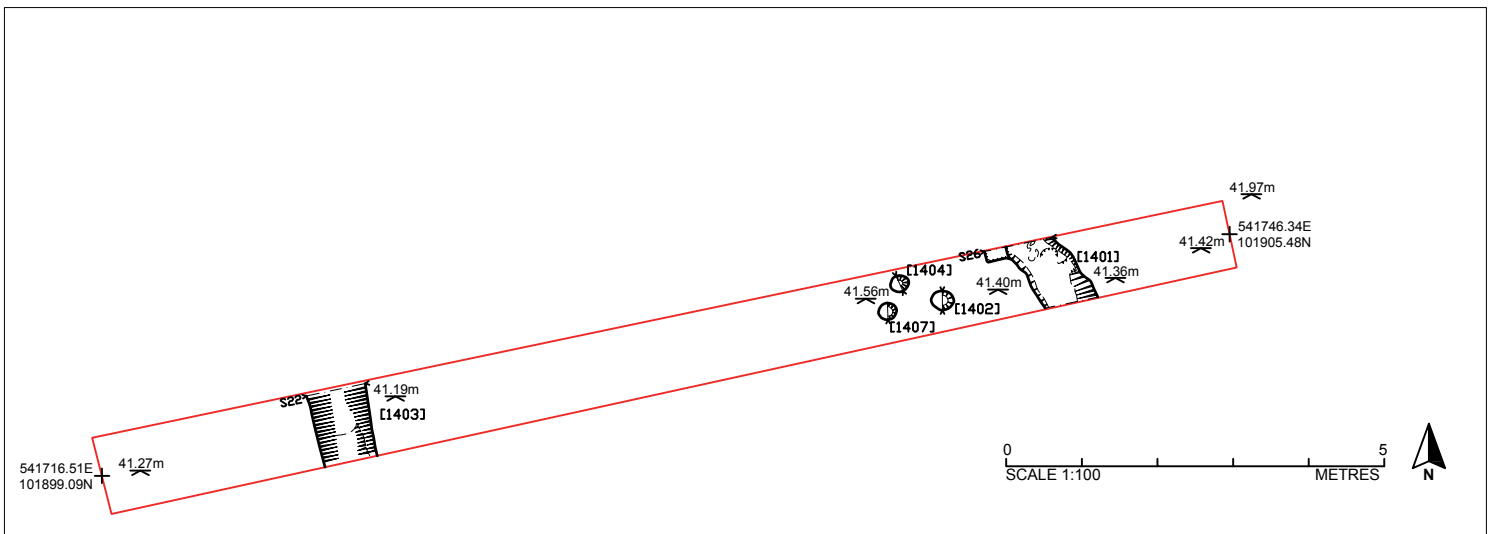 41.97m
541746.34E
101905.48N
41.42m
[1401]
S26
41.36m
[1404]
41.40m
41.56m
[1402]
[1407]
41.19m
S22
[1403]
541716.51E
101899.09N
41.27m
0 5
SCALE 1:100 METRES
N